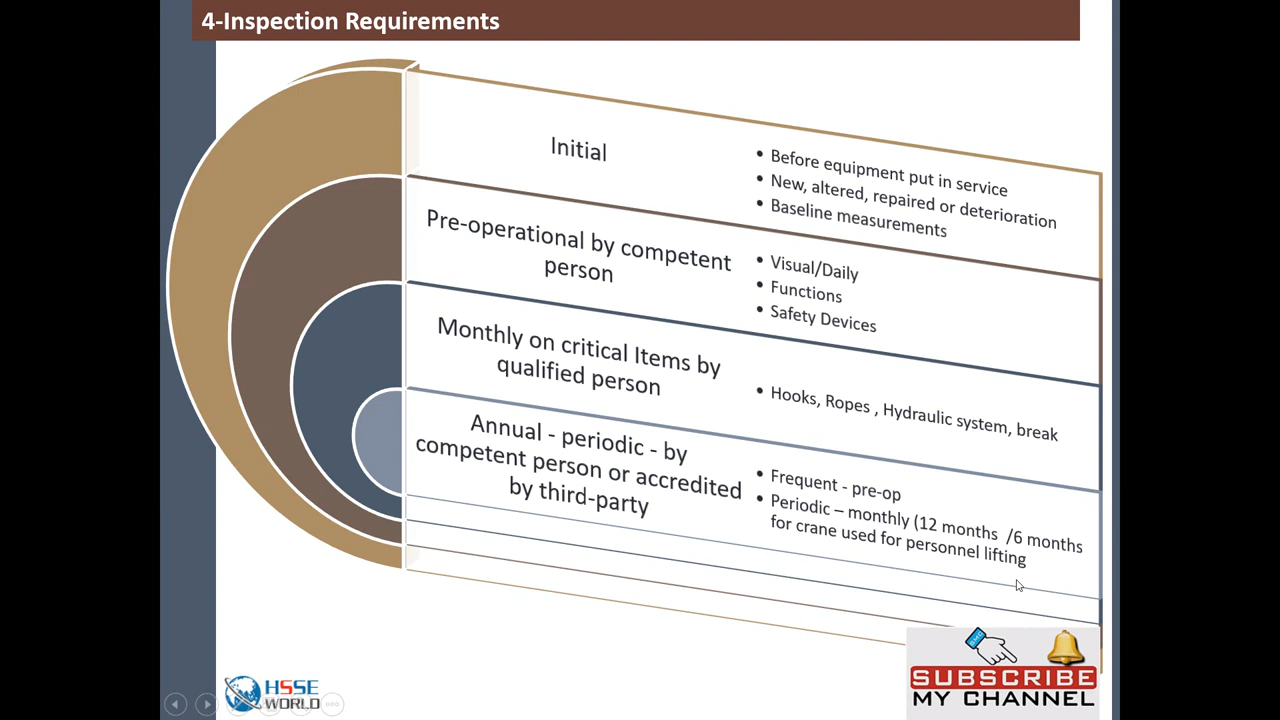 4-Inspection Requirements
Initial
• Before equipment put in service
• New, altered, repaired or deterioration
• Baseline measurements
Pre-operational by competent
person
• Visual/Daily
• Functions
• Safety Devices
Monthly on critical Items by
qualified person
• Hooks, Ropes , Hydraulic system, break
Annual - periodic - by
competent person or accredited
by third-party
• Frequent - pre-op
• Periodic – monthly (12 months /6 months
for crane used for personnel lifting
HSSE
WORLD
SUBSCRIBE
MY CHANNEL